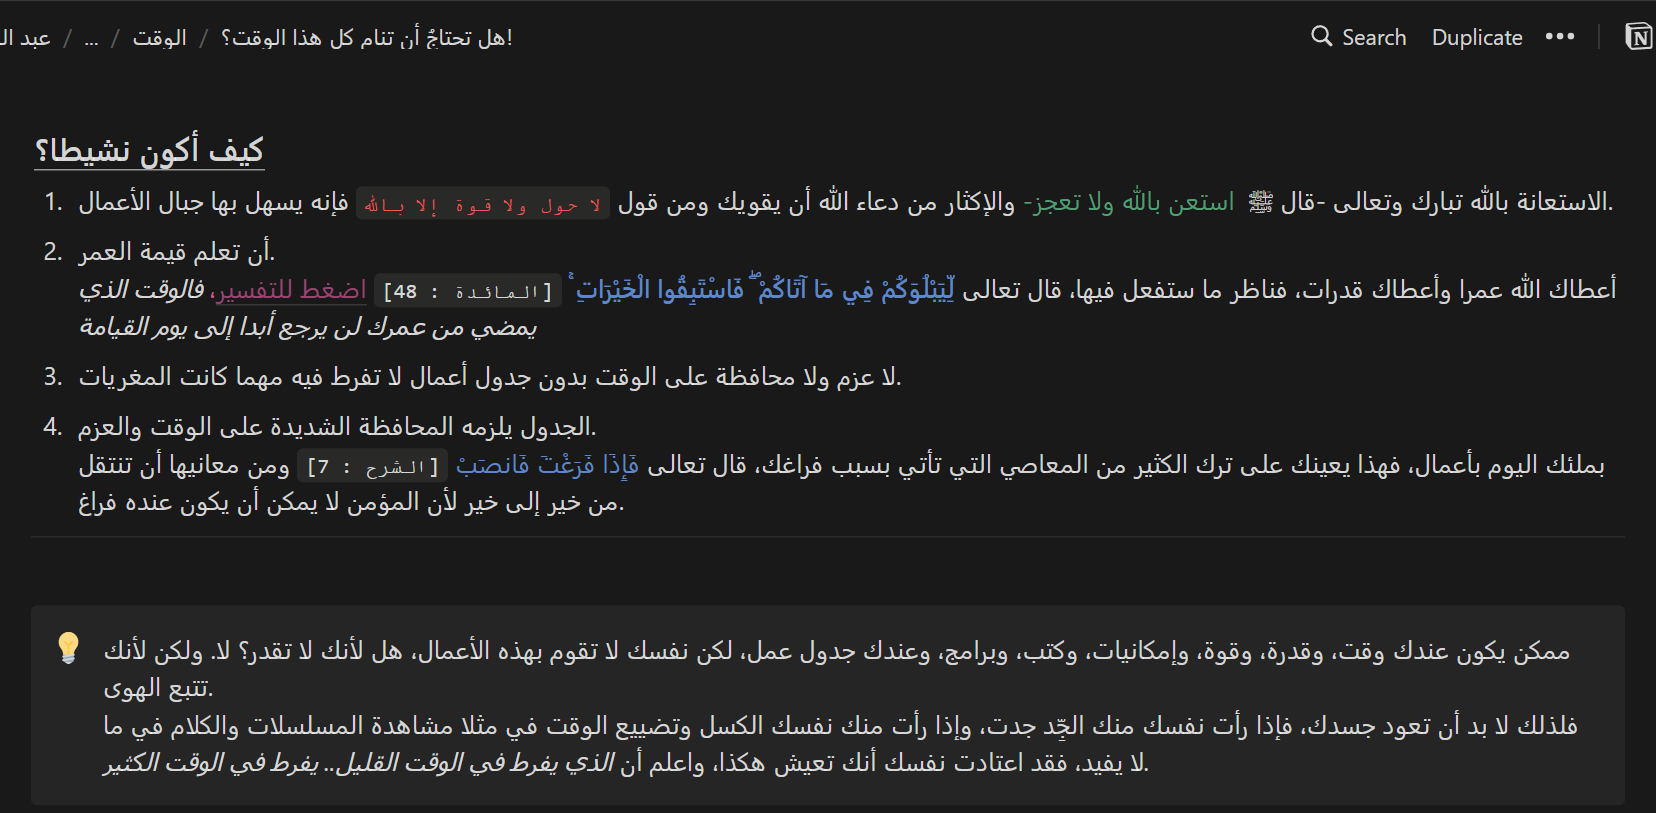 عبد ال / ... / الوقت / هل تحتاجُ أن تنام كل هذا الوقت؟!
Search Duplicate •••
كيف أكون نشيطا؟
1. الاستعانة بالله تبارك وتعالى -قال ﷺ استعن بالله ولا تعجز- والإكثار من دعاء الله أن يقويك ومن قول لا حول ولا قوة إلا بالله فإنه يسهل بها جبال الأعمال.
2. أن تعلم قيمة العمر.
أعطاك الله عمرا وأعطاك قدرات، فناظر ما ستفعل فيها، قال تعالى لِّيَبْلُوَكُمْ فِي مَا آتَاكُمْ ۖ فَاسْتَبِقُوا الْخَيْرَاتِ ۚ [المائدة : 48] اضغط للتفسير، فالوقت الذي
يمضي من عمرك لن يرجع أبدا إلى يوم القيامة
3. لا عزم ولا محافظة على الوقت بدون جدول أعمال لا تفرط فيه مهما كانت المغريات.
4. الجدول يلزمه المحافظة الشديدة على الوقت والعزم.
بملئك اليوم بأعمال، فهذا يعينك على ترك الكثير من المعاصي التي تأتي بسبب فراغك، قال تعالى فَإِذَا فَرَغْتَ فَانصَبْ [الشرح : 7] ومن معانيها أن تنتقل
من خير إلى خير لأن المؤمن لا يمكن أن يكون عنده فراغ.
ممكن يكون عندك وقت، وقدرة، وقوة، وإمكانيات، وكتب، وبرامج، وعندك جدول عمل، لكن نفسك لا تقوم بهذه الأعمال، هل لأنك لا تقدر؟ لا. ولكن لأنك
تتبع الهوى.
فلذلك لا بد أن تعود جسدك، فإذا رأت نفسك منك الجِّد جدت، وإذا رأت منك نفسك الكسل وتضييع الوقت في مثلا مشاهدة المسلسلات والكلام في ما
لا يفيد، فقد اعتادت نفسك أنك تعيش هكذا، واعلم أن الذي يفرط في الوقت القليل.. يفرط في الوقت الكثير.